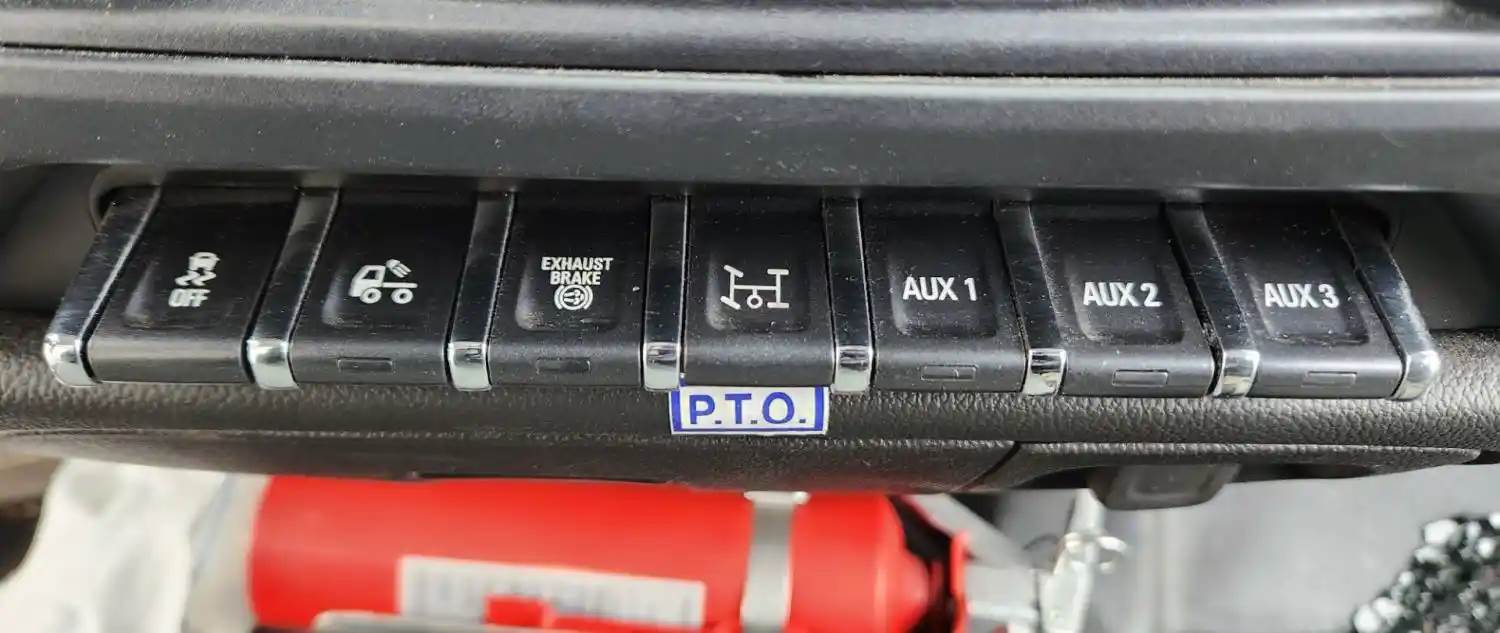 OFF
EXHAUST
BRAKE
AUX 1
AUX 2
AUX 3
P.T.O.